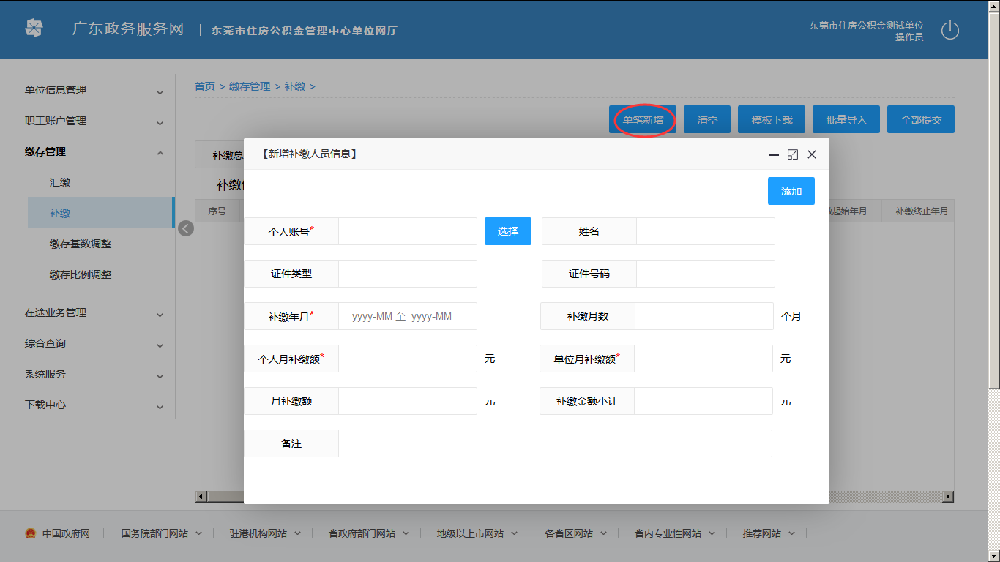 广东政务服务网 | 东莞市住房公积金管理中心单位网厅
东莞市住房公积金测试单位
操作员
单位信息管理
职工账户管理
缴存管理
汇缴
补缴
缴存基数调整
缴存比例调整
在途业务管理
综合查询
系统服务
下载中心
首页 > 缴存管理 > 补缴 >
单笔新增 清空 模板下载 批量导入 全部提交
补缴总
补缴
序号
起始年月 补缴终止年月
【新增补缴人员信息】
添加
个人账号* 选择 姓名
证件类型 证件号码
补缴年月* yyyy-MM 至 yyyy-MM 补缴月数 个月
个人月补缴额* 元 单位月补缴额* 元
月补缴额 元 补缴金额小计 元
备注
中国政府网 国务院部门网站 驻港机构网站 省政府部门网站 地级以上市网站 各省区网站 省内专业性网站 推荐网站